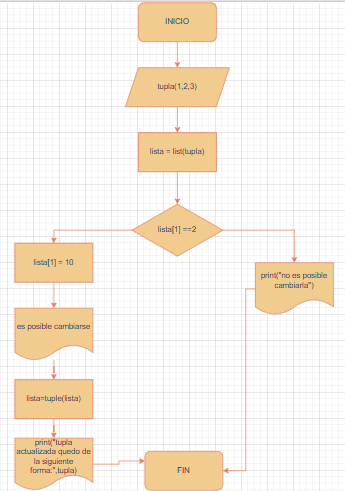 INICIO
tupla(1,2,3)
lista = list(tupla)
lista[1] ==2
lista[1] = 10
print("no es posible
cambiarla")
es posible cambiarse
lista=tuple(lista)
print("tupla
actualizada quedo de
la siguiente
forma:",tupla)
FIN